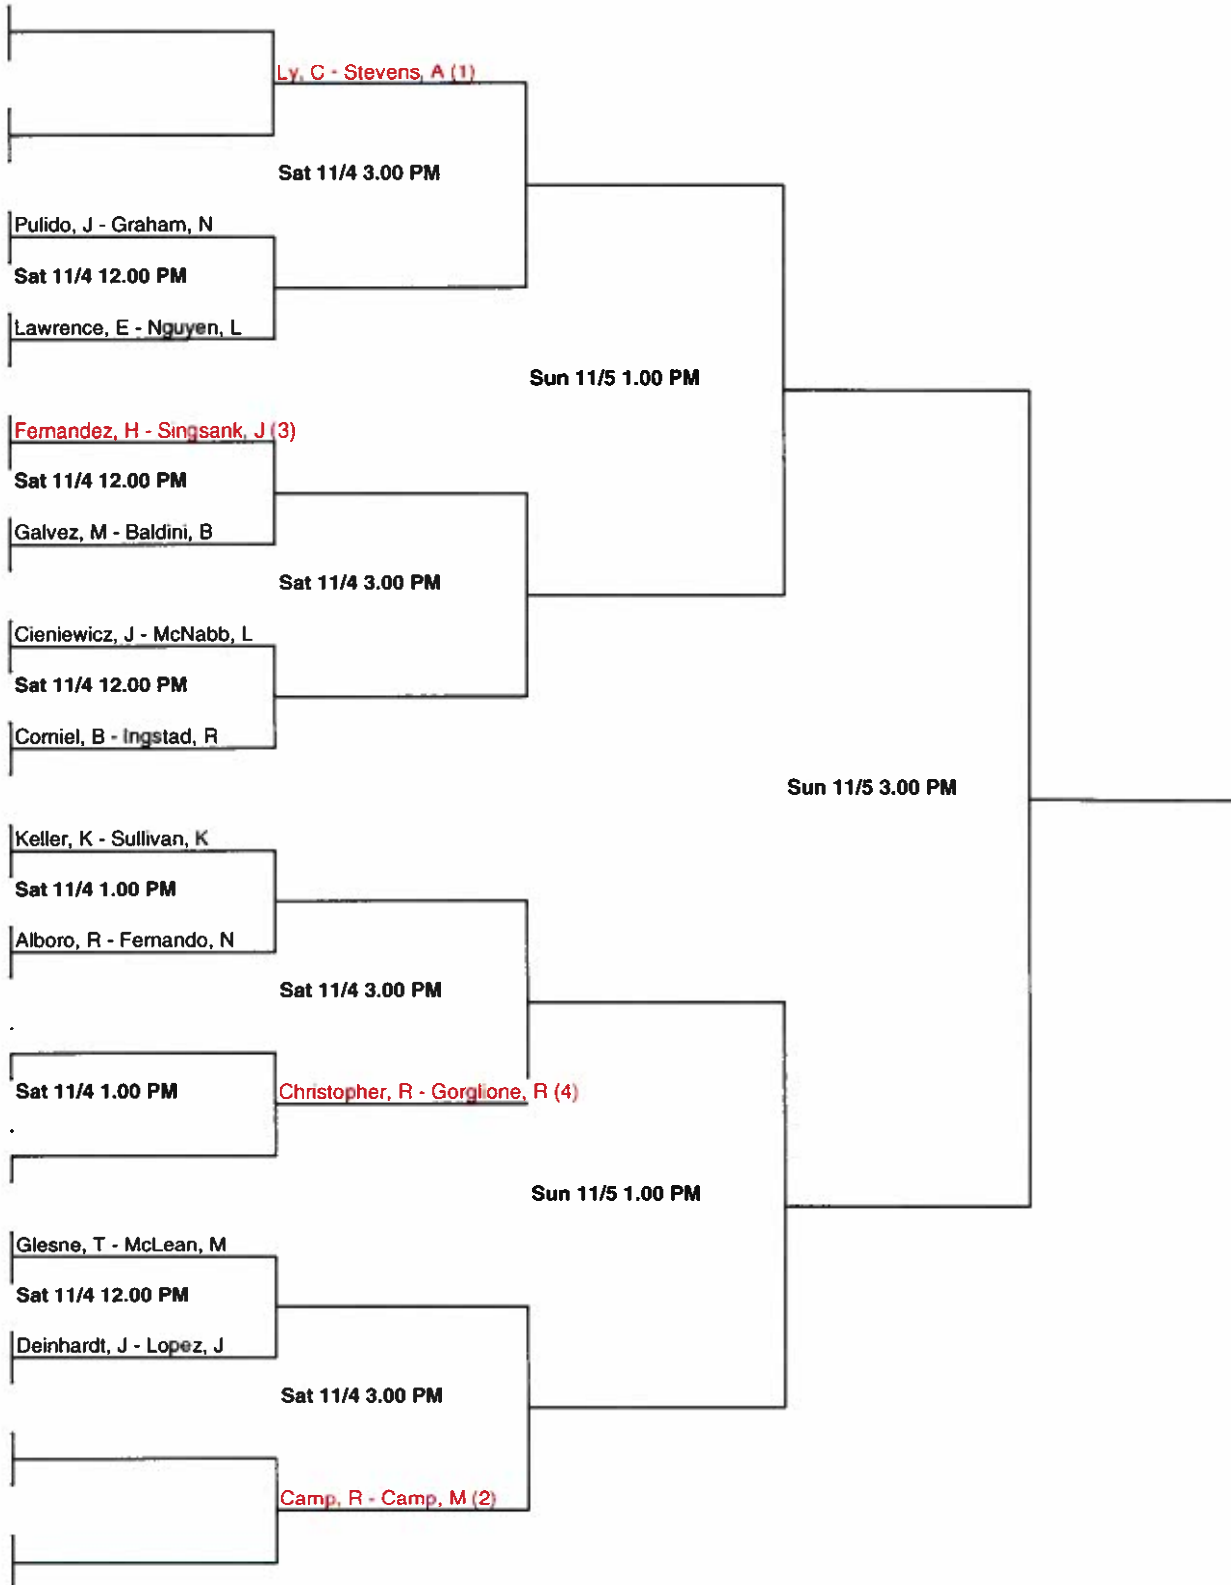 Ly, C - Stevens, A (1)
Sat 11/4 3.00 PM
Pulido, J - Graham, N
Sat 11/4 12.00 PM
Lawrence, E - Nguyen, L
Sun 11/5 1.00 PM
Fernandez, H - Singsank, J (3)
Sat 11/4 12.00 PM
Galvez, M - Baldini, B
Sat 11/4 3.00 PM
Cieniewicz, J - McNabb, L
Sat 11/4 12.00 PM
Corniel, B - Ingstad, R
Sun 11/5 3.00 PM
Keller, K - Sullivan, K
Sat 11/4 1.00 PM
Alboro, R - Fernando, N
Sat 11/4 3.00 PM
Sat 11/4 1.00 PM
Christopher, R - Gorglione, R (4)
Sun 11/5 1.00 PM
Glesne, T - McLean, M
Sat 11/4 12.00 PM
Deinhardt, J - Lopez, J
Sat 11/4 3.00 PM
Camp, R - Camp, M (2)